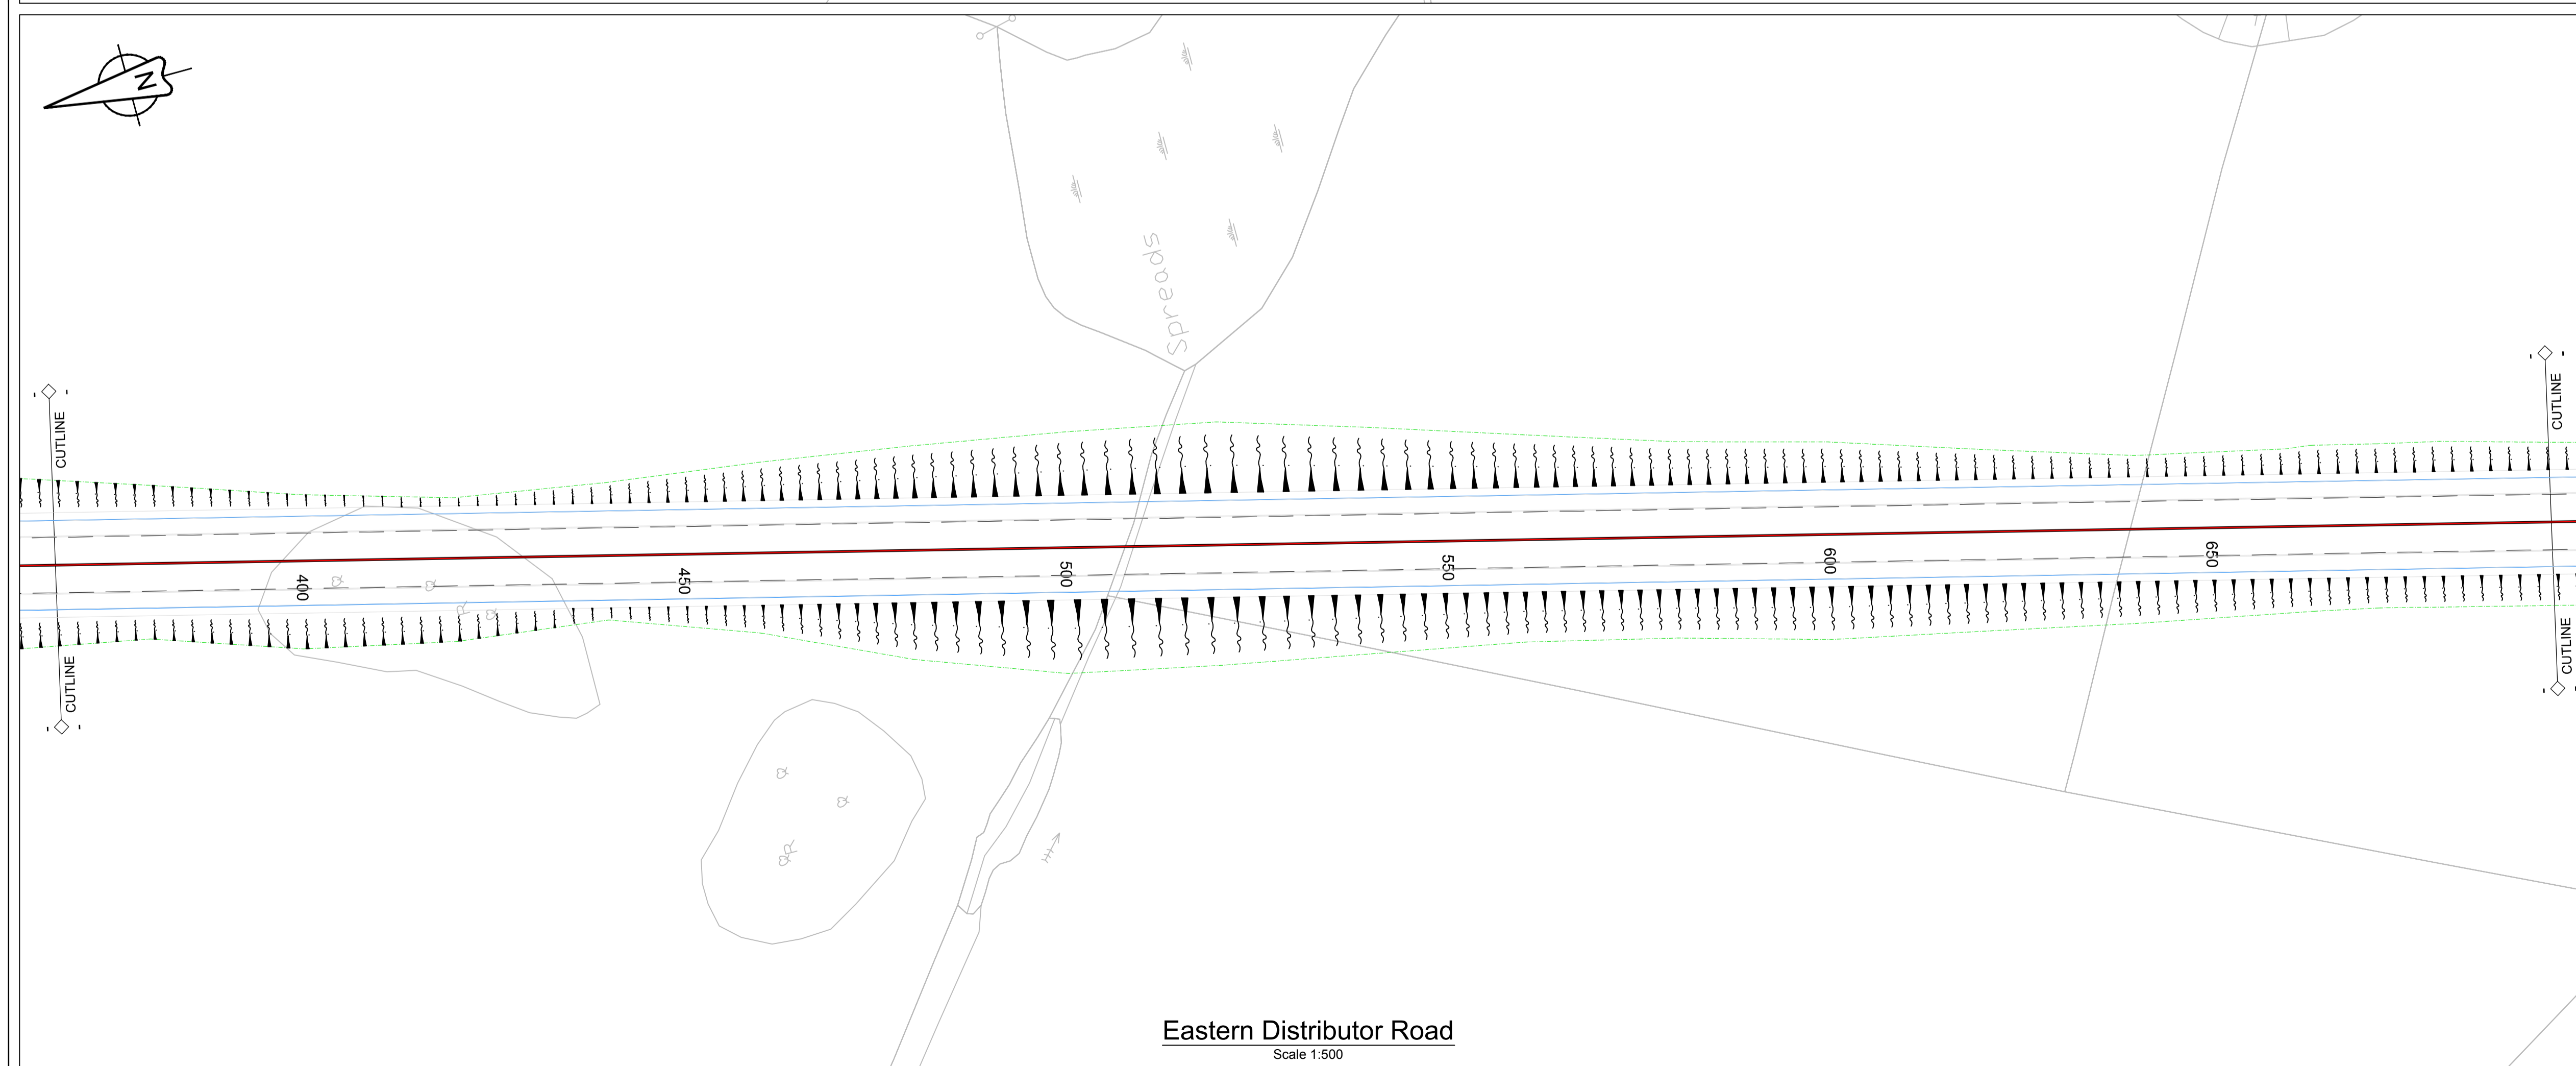 N
Spreads
CUTLINE
CUTLINE
400
450
500
550
600
650
R
CUTLINE
CUTLINE
R
Eastern Distributor Road
Scale 1:500